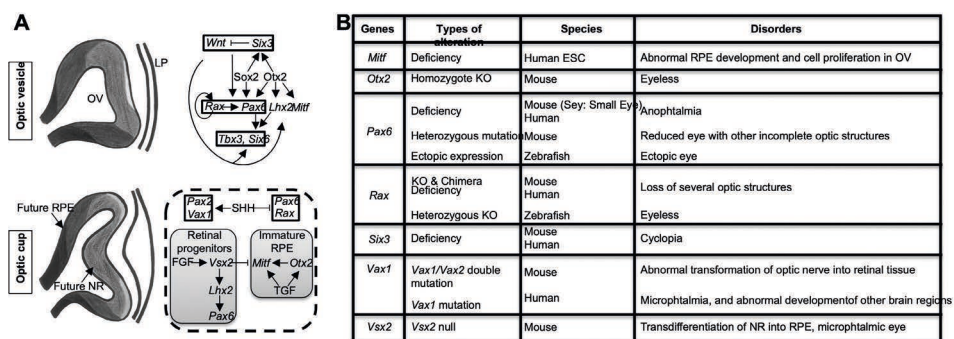 A
Optic vesicle
OV
LP
Wnt Six3
Sox2 Otx2
Rax Pax6 Lhx2 Mitf
Tbx3, Six6
Optic cup
Future RPE
Future NR
Pax2 SHH Pax6
Vax1 Rax
Retinal progitors
Immature RPE
FGF Vsx2 Mitf Otx2
Lhx2 TGF
Pax6
B
Genes Types of alteration Species Disorders
Mitf Deficiency Human ESC Abnormal RPE development and cell proliferation in OV
Otx2 Homozygote KO Mouse Eyeless
Pax6 Deficiency Mouse (Sey: Small Eye) Human Anophtalmia
Heterozygous mutation Mouse Reduced eye with other incomplete optic structures
Ectopic expression Zebrafish Ectopic eye
Rax KO & Chimera Deficiency Mouse Human Loss of several optic structures
Heterozygous KO Zebrafish Eyeless
Six3 Deficiency Mouse Human Cyclopia
Vax1 Vax1/Vax2 double mutation Mouse Abnormal transformation of optic nerve into retinal tissue
Vax1 mutation Human Microphtalmia, and abnormal developmentof other brain regions
Vsx2 Vsx2 null Mouse Transdifferentiation of NR into RPE, microphtalmic eye